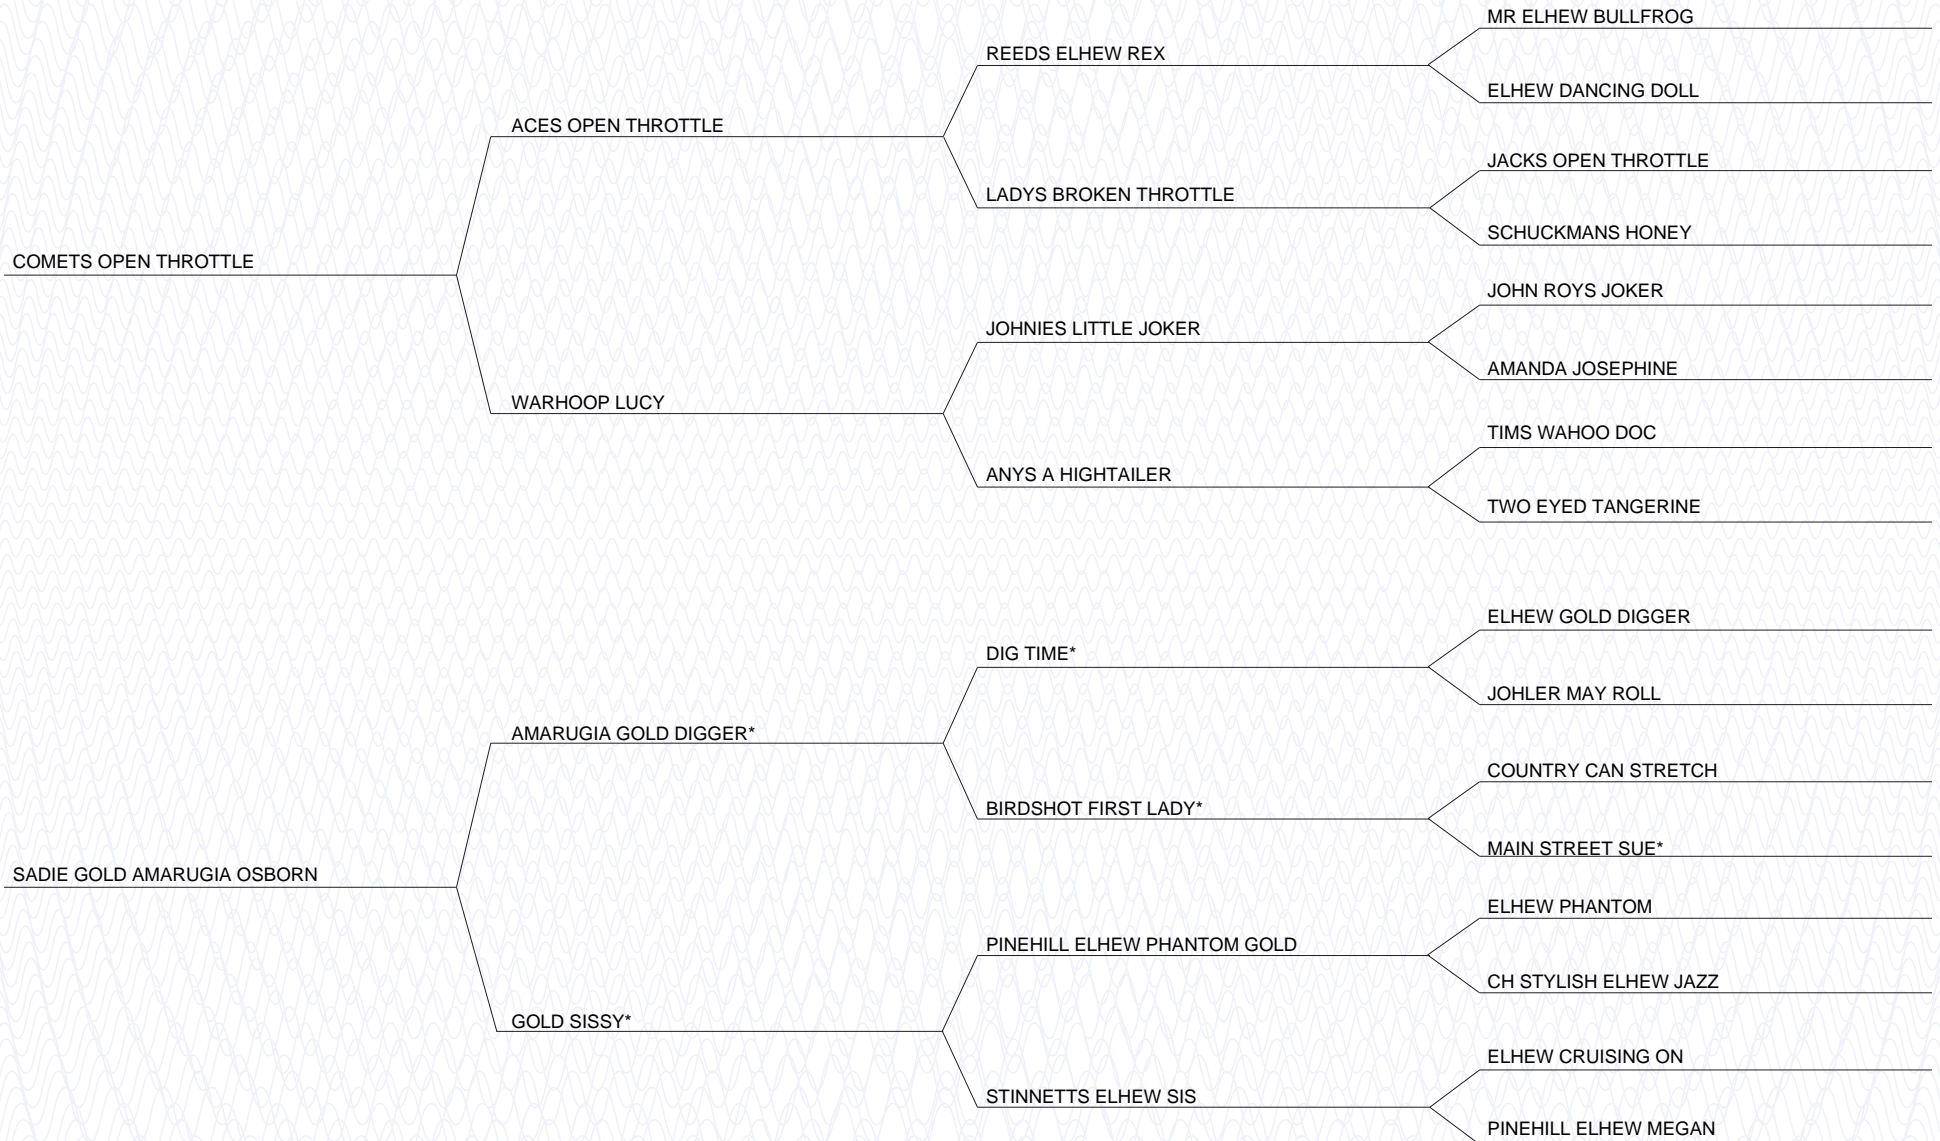 MR ELHEW BULLFROG
REEDS ELHEW REX
ELHEW DANCING DOLL
ACES OPEN THROTTLE
JACKS OPEN THROTTLE
LADYS BROKEN THROTTLE
SCHUCKMANS HONEY
COMETS OPEN THROTTLE
JOHN ROYS JOKER
JOHNIES LITTLE JOKER
AMANDA JOSEPHINE
WARHOOP LUCY
TIMS WAHOO DOC
ANYS A HIGHTAILER
TWO EYED TANGERINE
ELHEW GOLD DIGGER
DIG TIME*
JOHLER MAY ROLL
AMARUGIA GOLD DIGGER*
COUNTRY CAN STRETCH
BIRDSHOT FIRST LADY*
MAIN STREET SUE*
SADIE GOLD AMARUGIA OSBORN
ELHEW PHANTOM
PINEHILL ELHEW PHANTOM GOLD
CH STYLISH ELHEW JAZZ
GOLD SISSY*
ELHEW CRUISING ON
STINNETTS ELHEW SIS
PINEHILL ELHEW MEGAN